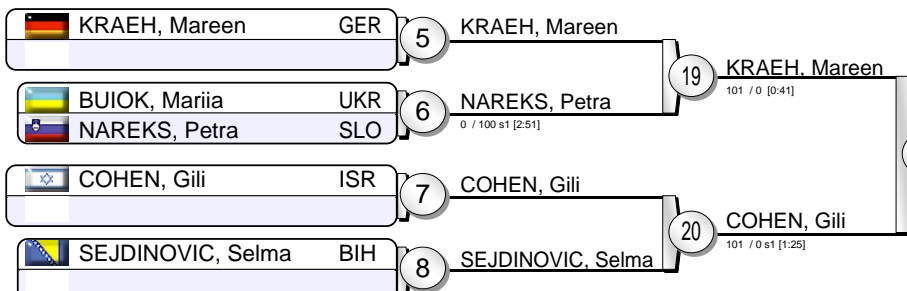 KRAEH, Mareen GER
5
KRAEH, Mareen
19
KRAEH, Mareen
101 / 0 [0:41]
BUIOK, Mariia UKR
NAREKS, Petra SLO
6
NAREKS, Petra
0 / 100 s1 [2:51]
COHEN, Gili ISR
7
COHEN, Gili
20
COHEN, Gili
101 / 0 s1 [1:25]
SEJDINOVIC, Selma BIH
8
SEJDINOVIC, Selma